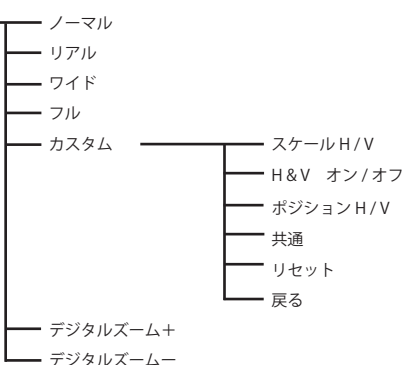 ノーマル
リアル
ワイド
フル
カスタム
スケール H / V
H & V　オン / オフ
ポジション H / V
共通
リセット
戻る
デジタルズーム＋
デジタルズームー